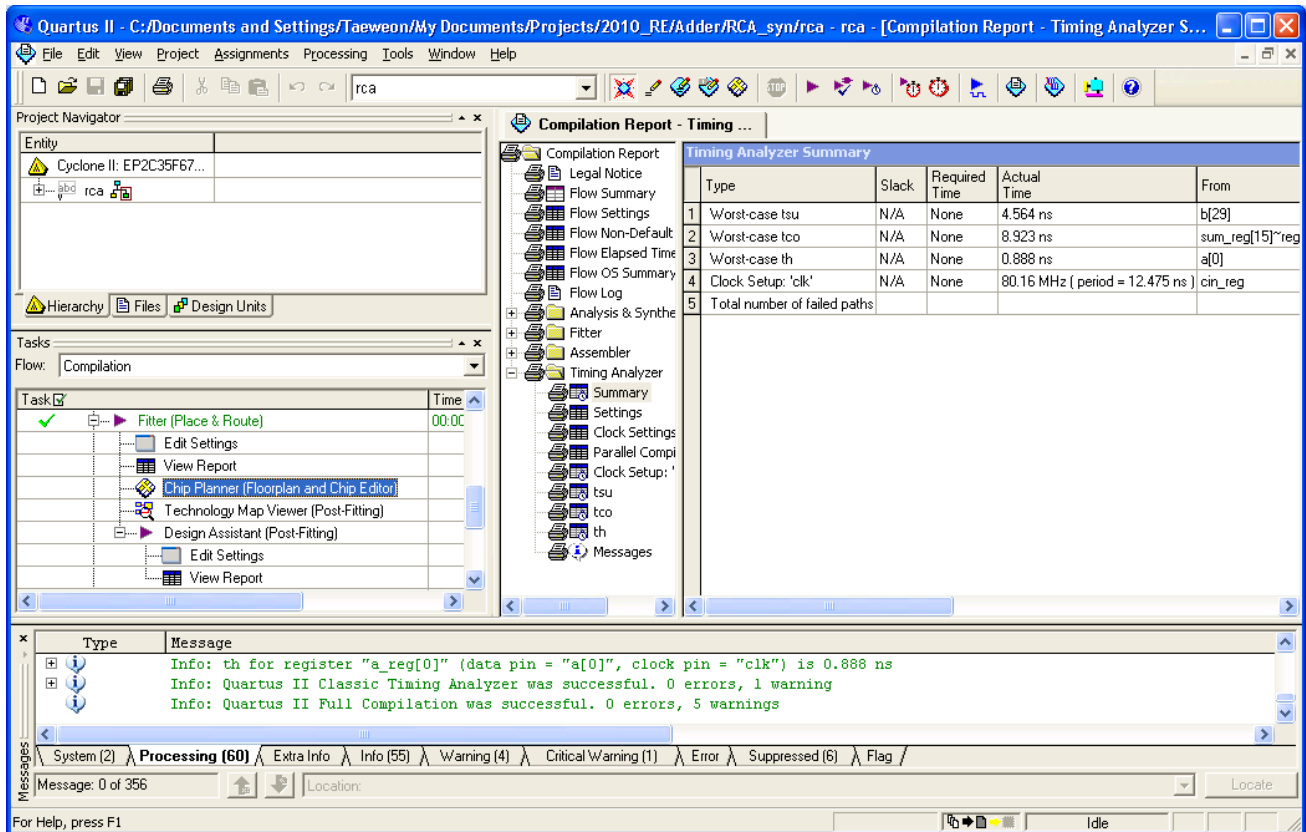 Quartus II - C:/Documents and Settings/Taeweon/My Documents/Projects/2010_RE/Adder/RCA_syn/rca - rca - [Compilation Report - Timing Analyzer S...
File Edit View Project Assignments Processing Tools Window Help
rca
STOP
Project Navigator
Entity
Cyclone II: EP2C35F67...
abc rca
Hierarchy Files Design Units
Tasks
Flow: Compilation
Task Time
Fitter (Place & Route) 00:00
Edit Settings
View Report
Chip Planner (Floorplan and Chip Editor)
Technology Map Viewer (Post-Fitting)
Design Assistant (Post-Fitting)
Edit Settings
View Report
Compilation Report - Timing ...
Compilation Report
Legal Notice
Flow Summary
Flow Settings
Flow Non-Default
Flow Elapsed Time
Flow OS Summary
Flow Log
Analysis & Synthe
Fitter
Assembler
Timing Analyzer
Summary
Settings
Clock Settings
Parallel Compi
Clock Setup: '
tsu
tco
th
Messages
Timing Analyzer Summary
Type Slack Required Time Actual Time From
1 Worst-case tsu N/A None 4.564 ns b[29]
2 Worst-case tco N/A None 8.923 ns sum_reg[15]~reg
3 Worst-case th N/A None 0.888 ns a[0]
4 Clock Setup: 'clk' N/A None 80.16 MHz ( period = 12.475 ns ) cin_reg
5 Total number of failed paths
Type Message
Info: th for register "a_reg[0]" (data pin = "a[0]", clock pin = "clk") is 0.888 ns
Info: Quartus II Classic Timing Analyzer was successful. 0 errors, 1 warning
Info: Quartus II Full Compilation was successful. 0 errors, 5 warnings
System (2) Processing (60) Extra Info Info (55) Warning (4) Critical Warning (1) Error Suppressed (6) Flag
Messages
Message: 0 of 356 Location: Locate
For Help, press F1 Idle